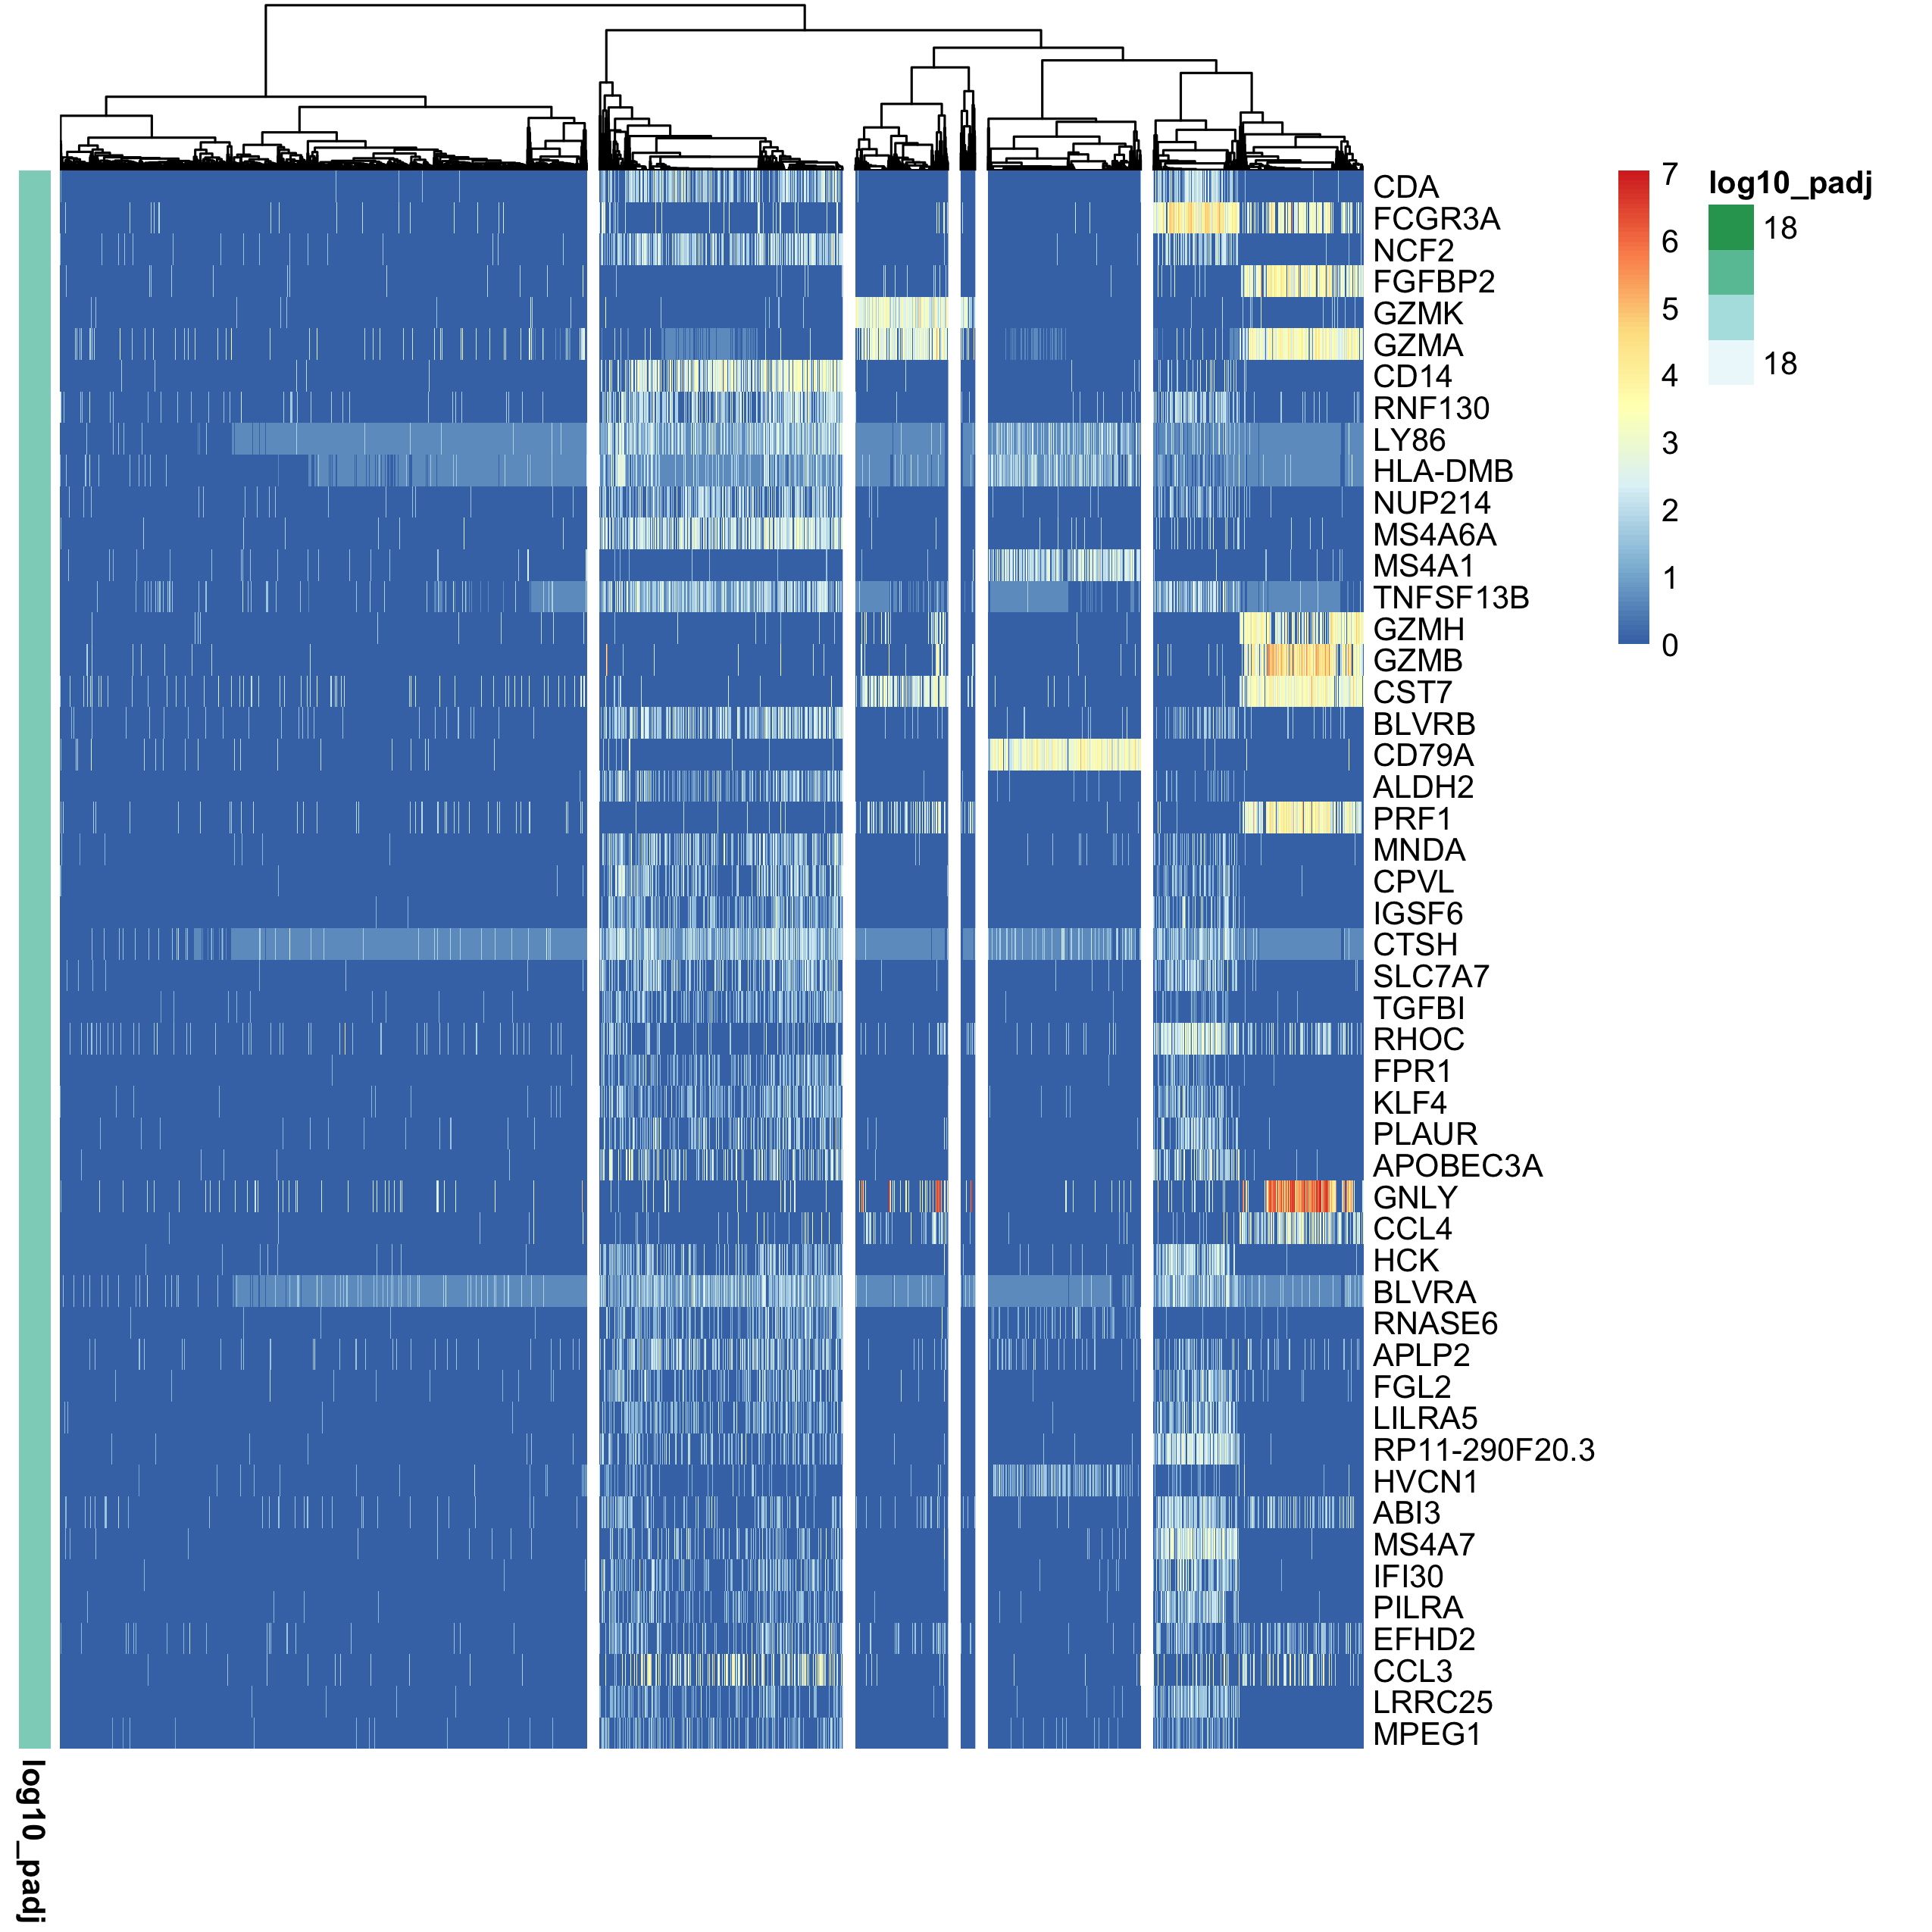 CDA
FCGR3A
NCF2
FGFBP2
GZMK
GZMA
CD14
RNF130
LY86
HLA-DMB
NUP214
MS4A6A
MS4A1
TNFSF13B
GZMH
GZMB
CST7
BLVRB
CD79A
ALDH2
PRF1
MNDA
CPVL
IGSF6
CTSH
SLC7A7
TGFBI
RHOC
FPR1
KLF4
PLAUR
APOBEC3A
GNLY
CCL4
HCK
BLVRA
RNASE6
APLP2
FGL2
LILRA5
RP11-290F20.3
HVCN1
ABI3
MS4A7
IFI30
PILRA
EFHD2
CCL3
LRRC25
MPEG1
7
6
5
4
3
2
1
0
log10_padj
18
18
log10_padj